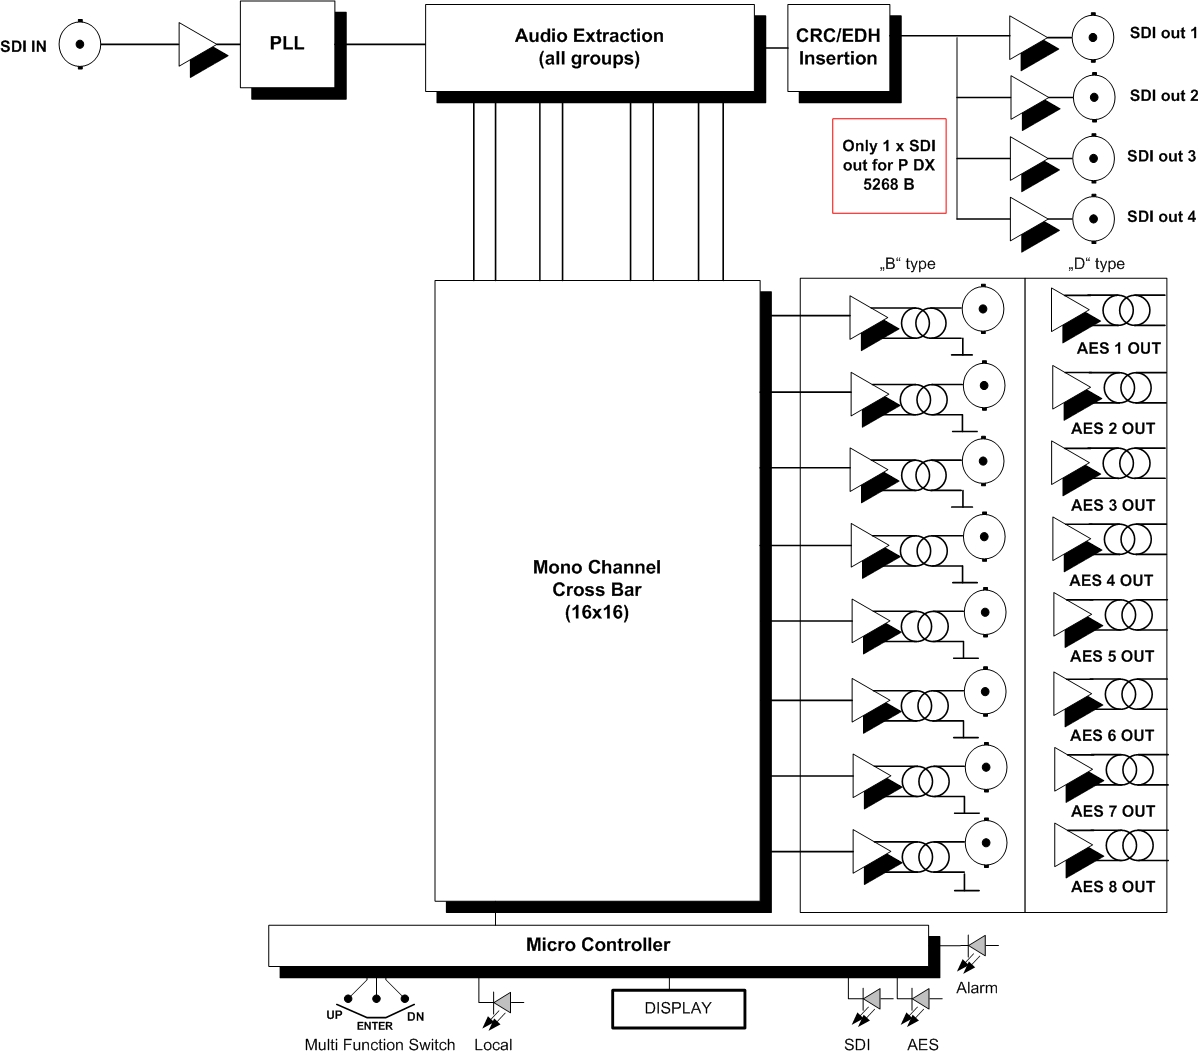 SDI IN
PLL
Audio Extraction
(all groups)
CRC/EDH
Insertion
SDI out 1
SDI out 2
SDI out 3
SDI out 4
Only 1 x SDI
out for P DX
5268 B
„B“ type
„D“ type
AES 1 OUT
AES 2 OUT
AES 3 OUT
AES 4 OUT
AES 5 OUT
AES 6 OUT
AES 7 OUT
AES 8 OUT
Mono Channel
Cross Bar
(16x16)
Micro Controller
Alarm
UP
ENTER
DN
Multi Function Switch
Local
DISPLAY
SDI
AES